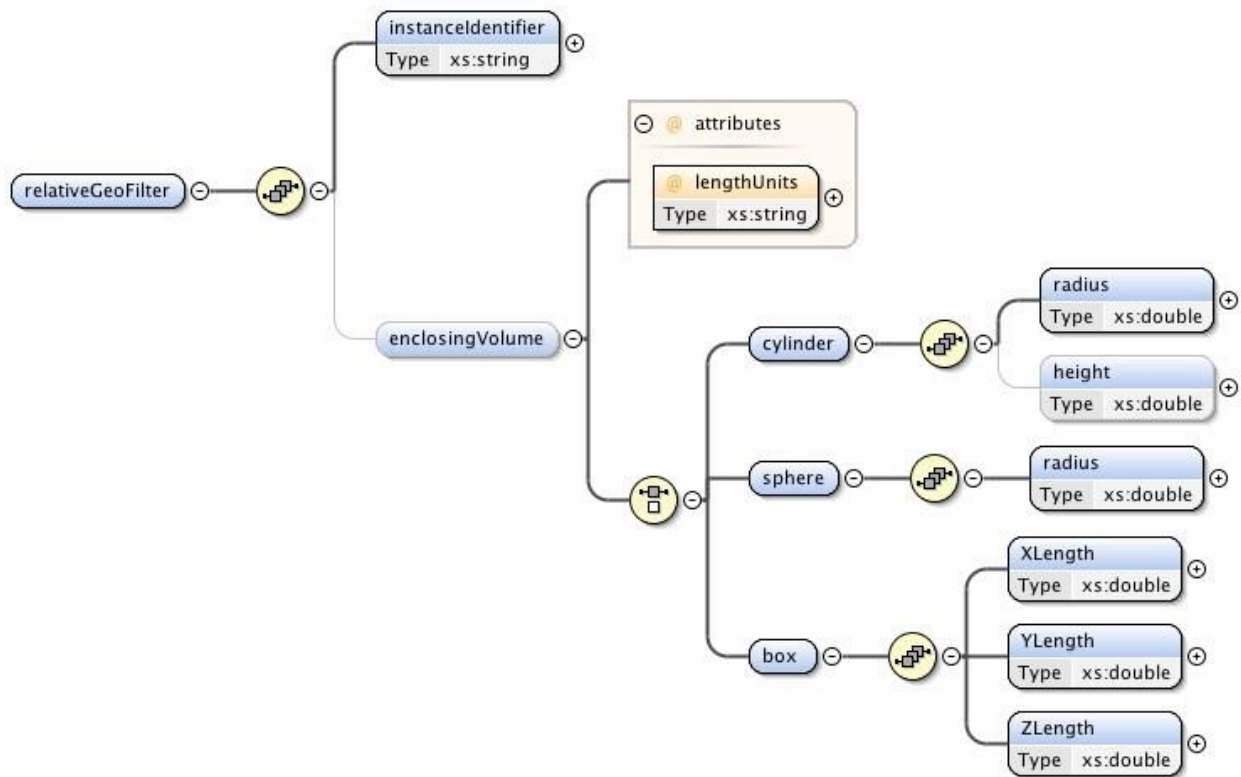 instanceIdentifier
Type xs:string
@ attributes
@ lengthUnits
Type xs:string
relativeGeoFilter
enclosingVolume
radius
Type xs:double
cylinder
height
Type xs:double
radius
Type xs:double
sphere
XLength
Type xs:double
YLength
Type xs:double
box
ZLength
Type xs:double